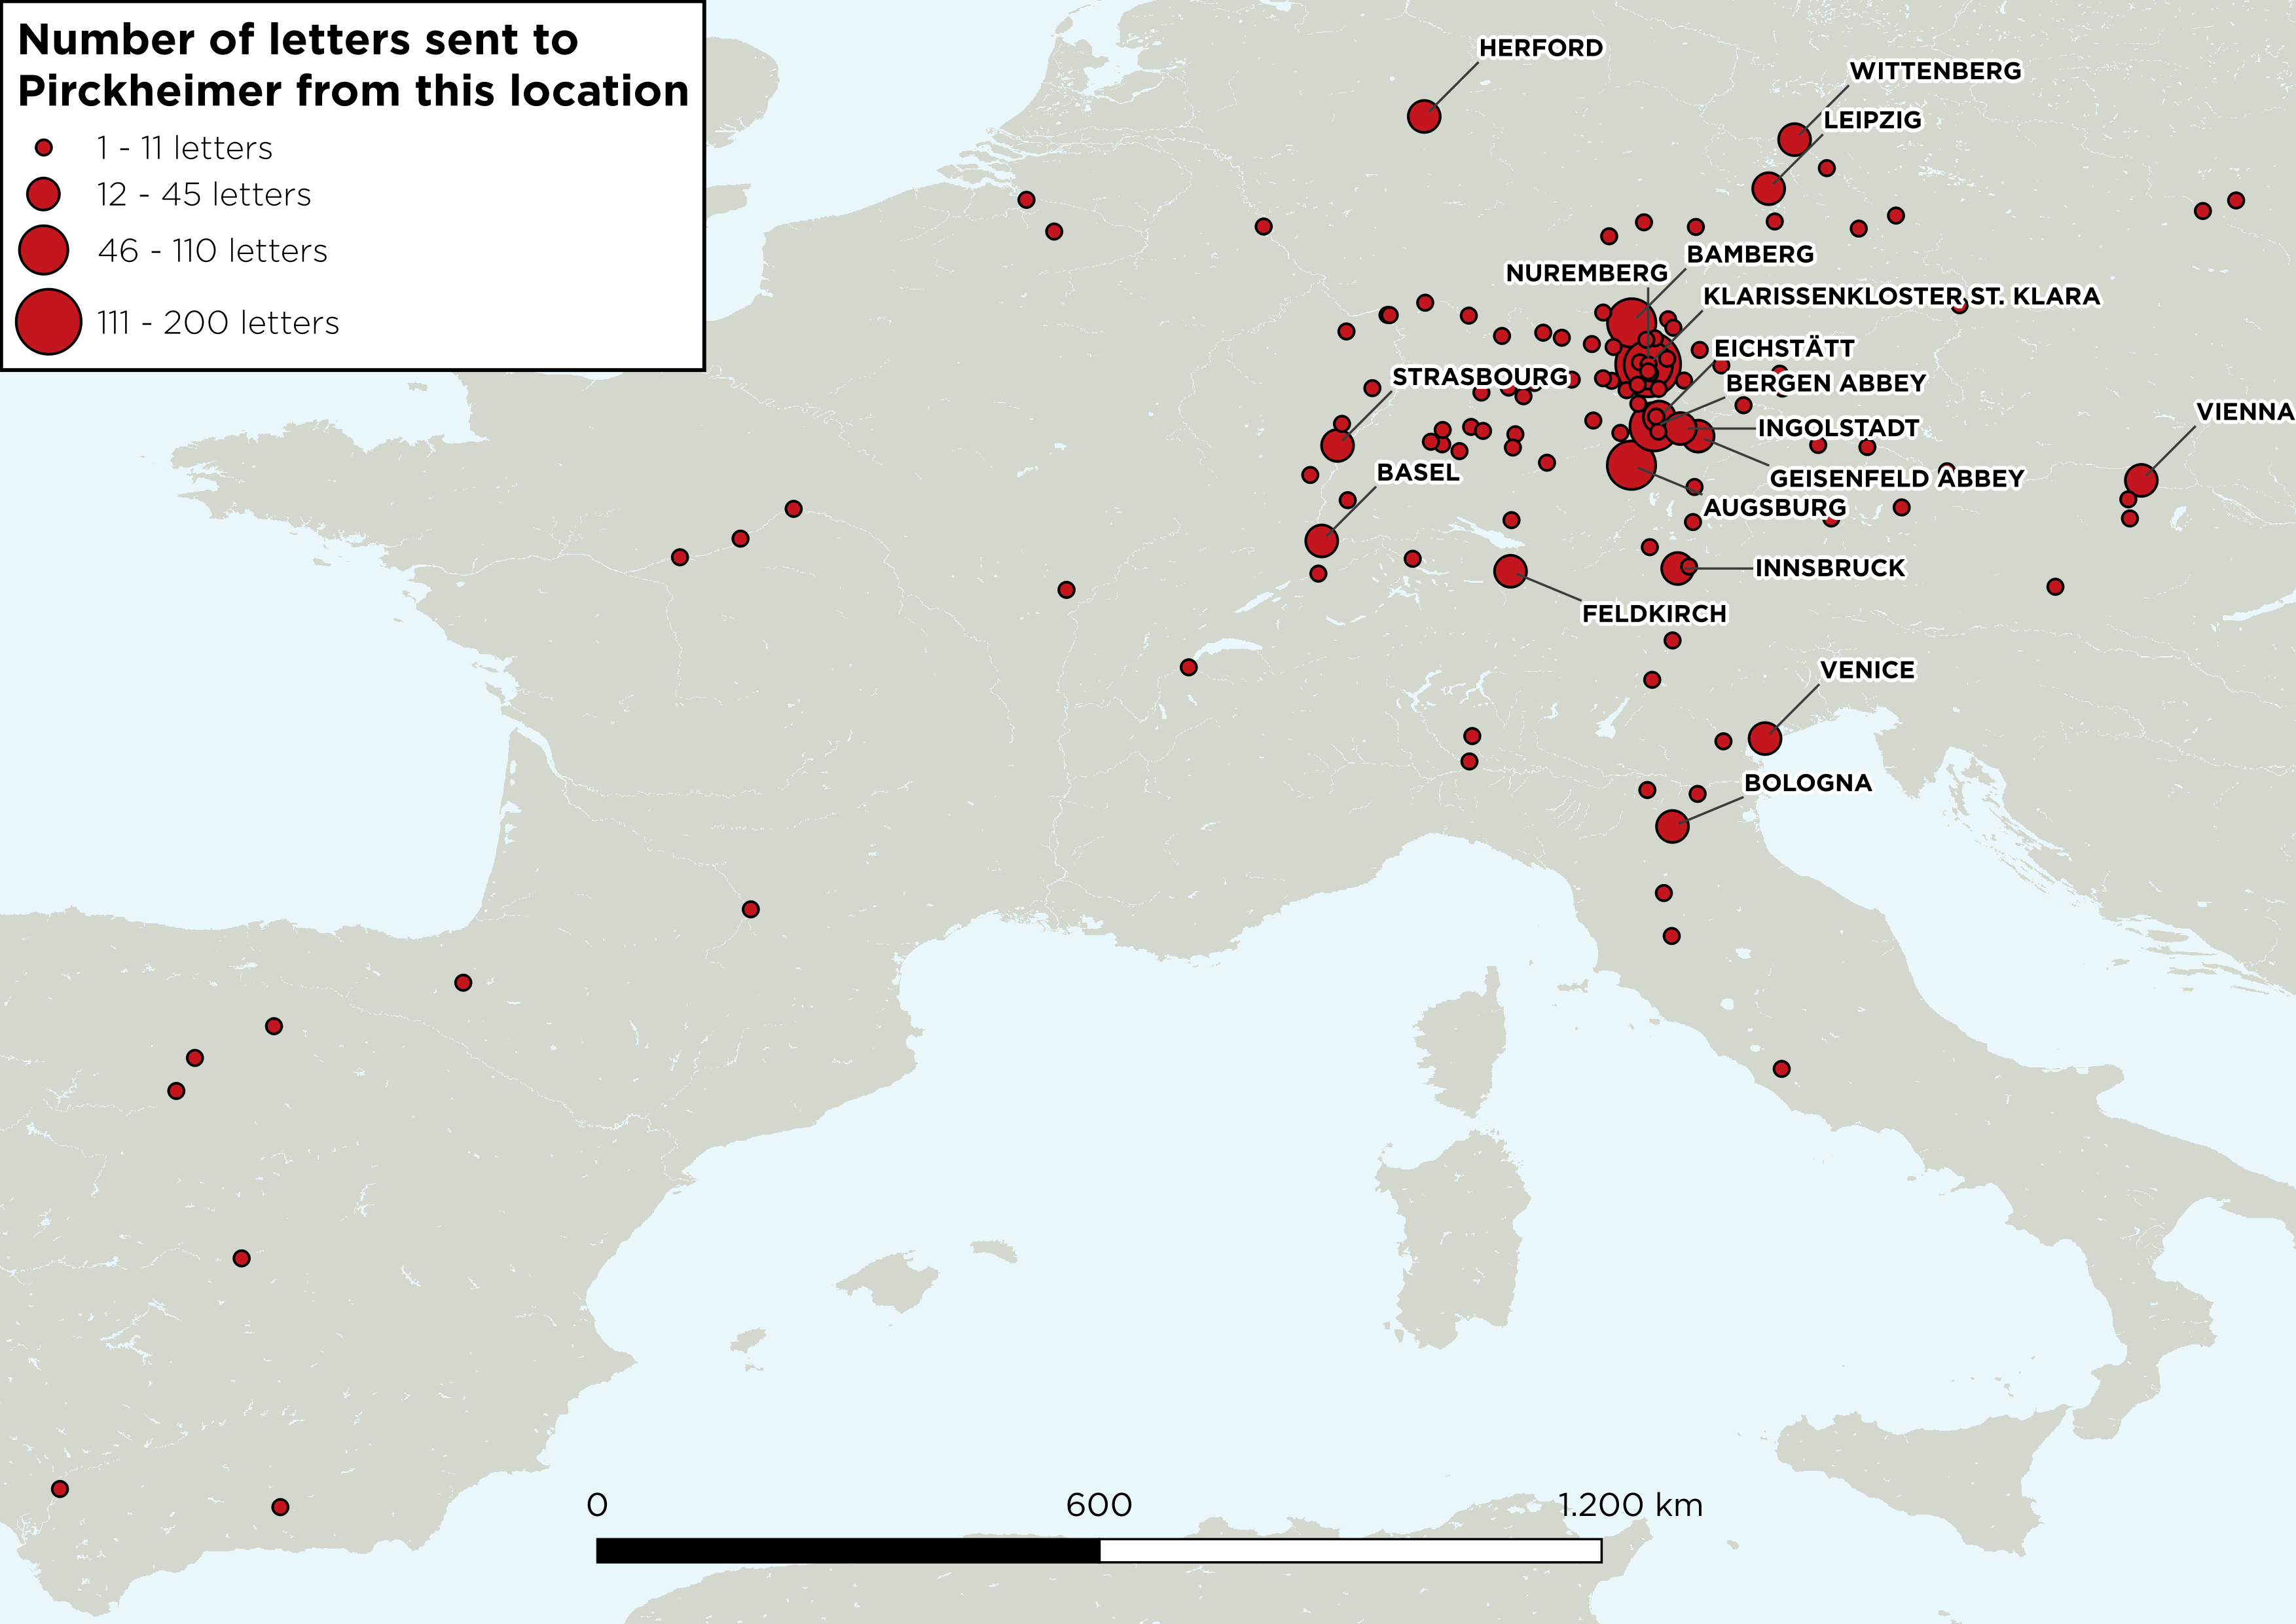 Number of letters sent to
Pirckheimer from this location
1 - 11 letters
12 - 45 letters
46 - 110 letters
111 - 200 letters
HERFORD
WITTENBERG
LEIPZIG
BAMBERG
NUREMBERG
KLARISSENKLOSTER ST. KLARA
EICHSTÄTT
STRASBOURG
BERGEN ABBEY
VIENNA
INGOLSTADT
BASEL
GEISENFELD ABBEY
AUGSBURG
INNSBRUCK
FELDKIRCH
VENICE
BOLOGNA
0 600 1.200 km